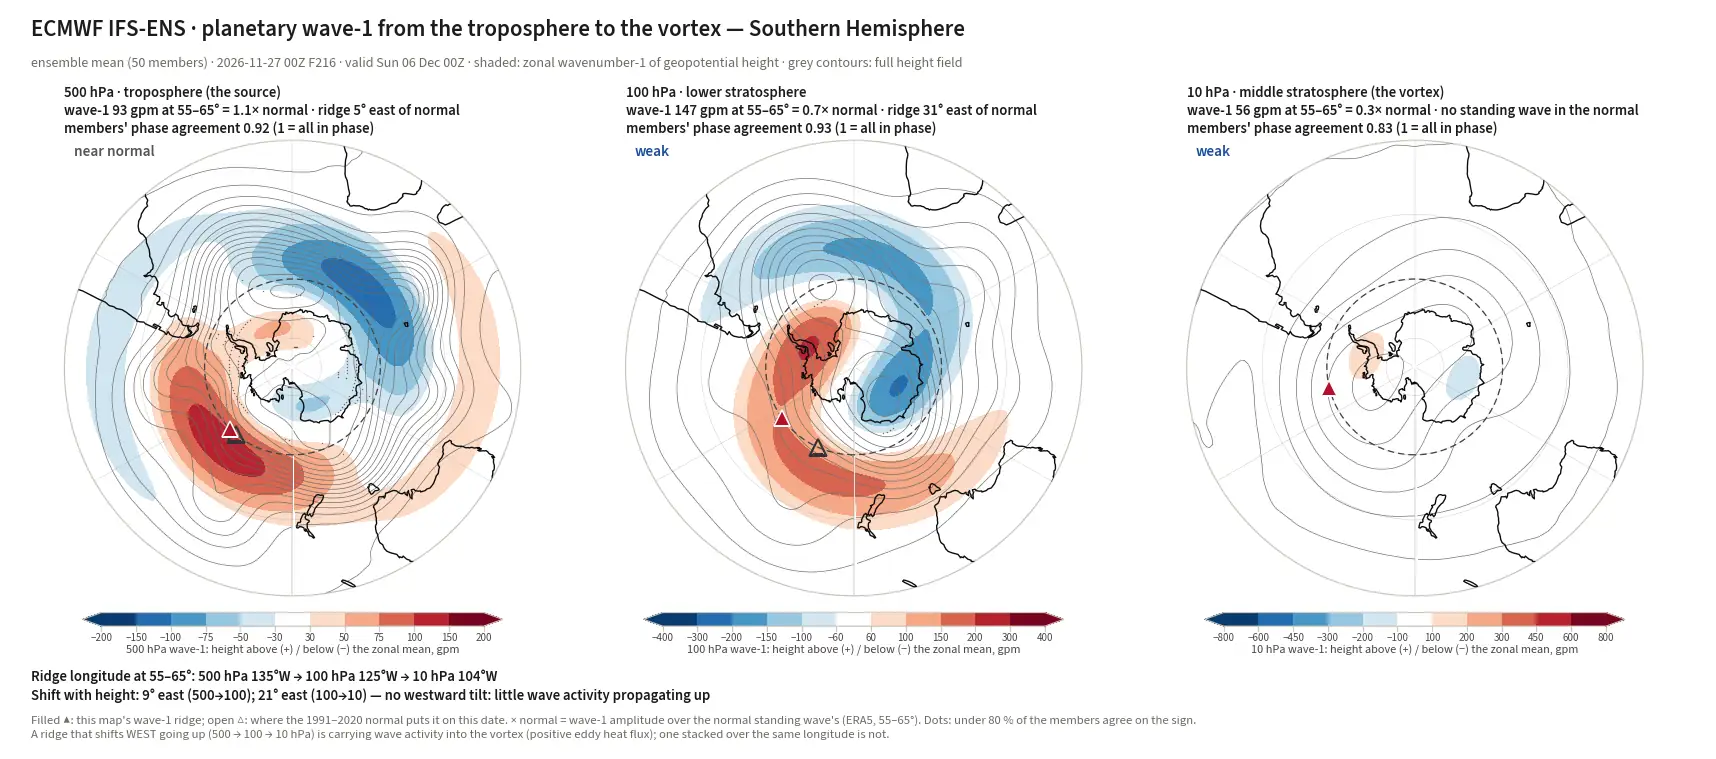 ECMWF IFS-ENS · planetary wave-1 from the troposphere to the vortex — Southern Hemisphere
ensemble mean (50 members) · 2026-11-27 00Z F216 · valid Sun 06 Dec 00Z · shaded: zonal wavenumber-1 of geopotential height · grey contours: full height field
500 hPa · troposphere (the source)
wave-1 93 gpm at 55–65° = 1.1× normal · ridge 5° east of normal
members' phase agreement 0.92 (1 = all in phase)
near normal
100 hPa · lower stratosphere
wave-1 147 gpm at 55–65° = 0.7× normal · ridge 31° east of normal
members' phase agreement 0.93 (1 = all in phase)
weak
10 hPa · middle stratosphere (the vortex)
wave-1 56 gpm at 55–65° = 0.3× normal · no standing wave in the normal
members' phase agreement 0.83 (1 = all in phase)
weak
−200 −150 −100 −75 −50 −30 30 50 75 100 150 200
500 hPa wave-1: height above (+) / below (−) the zonal mean, gpm
−400 −300 −200 −150 −100 −60 60 100 150 200 300 400
100 hPa wave-1: height above (+) / below (−) the zonal mean, gpm
−800 −600 −450 −300 −200 −100 100 200 300 450 600 800
10 hPa wave-1: height above (+) / below (−) the zonal mean, gpm
Ridge longitude at 55–65°: 500 hPa 135°W → 100 hPa 125°W → 10 hPa 104°W
Shift with height: 9° east (500→100); 21° east (100→10) — no westward tilt: little wave activity propagating up
Filled ▲: this map's wave-1 ridge; open △: where the 1991–2020 normal puts it on this date. × normal = wave-1 amplitude over the normal standing wave's (ERA5, 55–65°). Dots: under 80 % of the members agree on the sign.
A ridge that shifts WEST going up (500 → 100 → 10 hPa) is carrying wave activity into the vortex (positive eddy heat flux); one stacked over the same longitude is not.